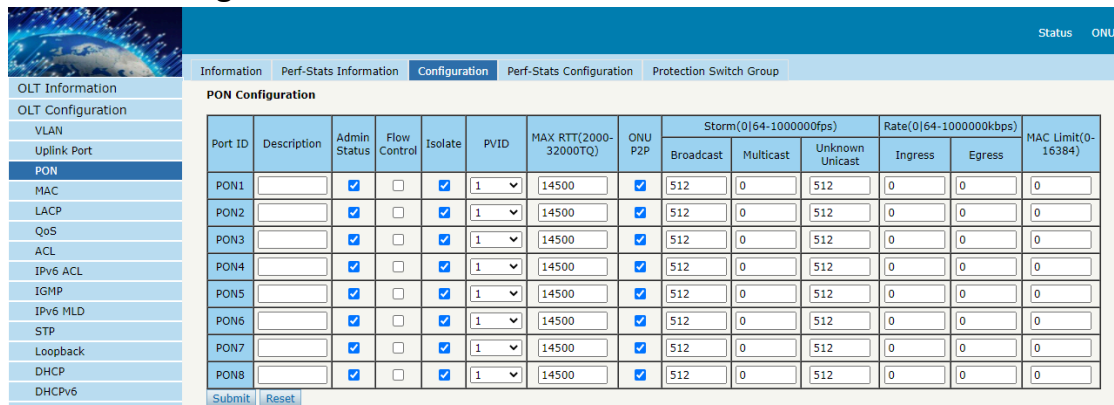 Status ONU
Information Perf-Stats Information Configuration Perf-Stats Configuration Protection Switch Group
OLT Information
OLT Configuration
VLAN
Uplink Port
PON
MAC
LACP
QoS
ACL
IPv6 ACL
IGMP
IPv6 MLD
STP
Loopback
DHCP
DHCPv6
PON Configuration
Port ID Description Admin Status Flow Control Isolate PVID MAX RTT(2000-32000TQ) ONU P2P Storm(0|64-1000000fps) Rate(0|64-1000000kbps) MAC Limit(0-16384)
Broadcast Multicast Unknown Unicast Ingress Egress
PON1 1 14500 512 0 512 0 0 0
PON2 1 14500 512 0 512 0 0 0
PON3 1 14500 512 0 512 0 0 0
PON4 1 14500 512 0 512 0 0 0
PON5 1 14500 512 0 512 0 0 0
PON6 1 14500 512 0 512 0 0 0
PON7 1 14500 512 0 512 0 0 0
PON8 1 14500 512 0 512 0 0 0
Submit Reset